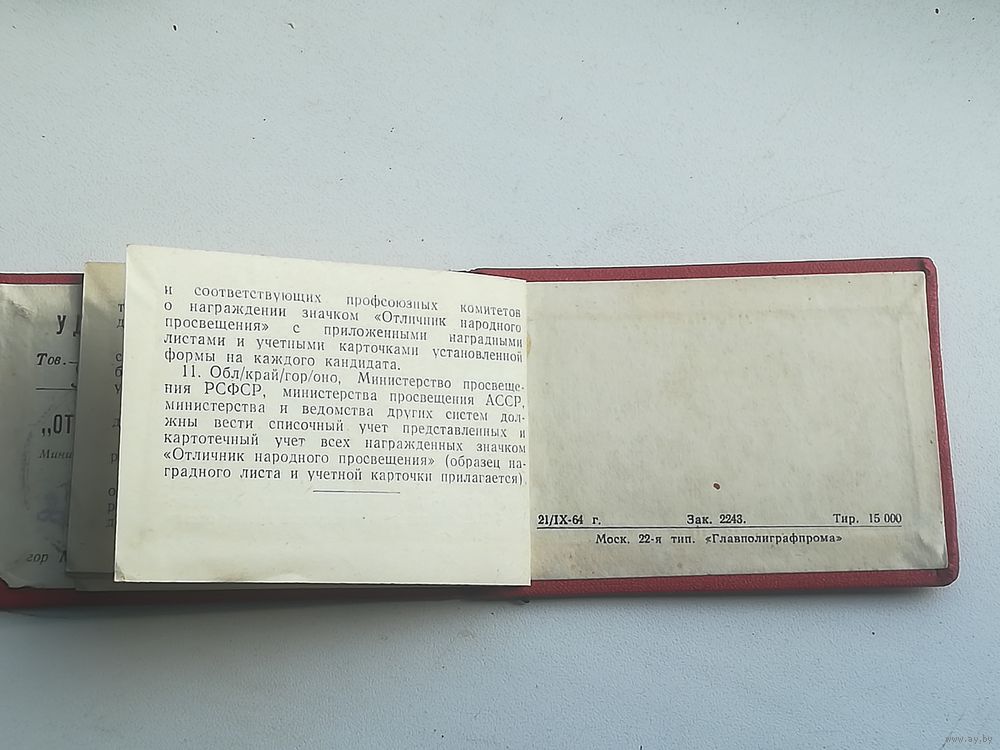 У
Тов.
„ОТ
гор
и соответствующих профсоюзных комитетов
о награждении значком «Отличник народного
просвещения» с приложенными наградными
листами и учетными карточками установленной
формы на каждого кандидата.
11. Обл/край/гор/оно, Министерство просвеще-
ния РСФСР, министерства просвещения АССР,
министерства и ведомства других систем дол-
жны вести списочный учет представленных и
картотечный учет всех награжденных значком
«Отличник народного просвещения» (образец на-
градного листа и учетной карточки прилагается)
21/IX-64 г. Зак. 2243. Тир. 15 000
Моск. 22-я тип. «Главполиграфпрома»
www.ay.by